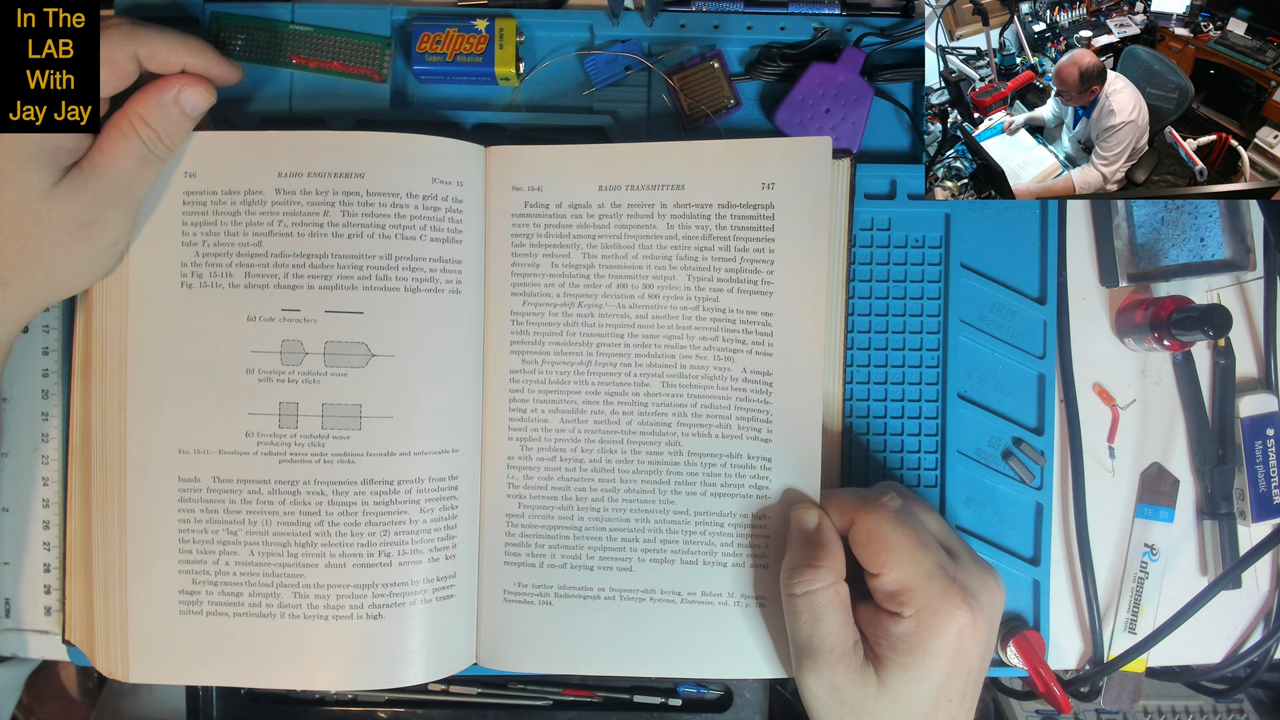 In The
LAB
With
Jay Jay
eclipse
Super Alkaline
746
RADIO ENGINEERING
[CHAP. 15
operation takes place. When the key is open, however, the grid of the
keying tube is slightly positive, causing this tube to draw a large plate
current through the series resistance R. This reduces the potential that
is applied to the plate of T1, reducing the alternating output of this tube
to a value that is insufficient to drive the grid of the Class C amplifier
tube T2 above cut-off.
A properly designed radio-telegraph transmitter will produce radiation
in the form of clean-cut dots and dashes having rounded edges, as shown
in Fig. 15-11b. However, if the energy rises and falls too rapidly, as in
Fig. 15-11c, the abrupt changes in amplitude introduce high-order side
(a) Code characters
(b) Envelope of radiated wave
with no key clicks
(c) Envelope of radiated wave
producing key clicks
FIG. 15-11.—Envelopes of radiated waves under conditions favorable and unfavorable for
production of key clicks.
bands. These represent energy at frequencies differing greatly from the
carrier frequency and, although weak, they are capable of introducing
disturbances in the form of clicks or thumps in neighboring receivers,
even when these receivers are tuned to other frequencies. Key clicks
can be eliminated by (1) rounding off the code characters by a suitable
network or "lag" circuit associated with the key or (2) arranging so that
the keyed signals pass through highly selective radio circuits before radia-
tion takes place. A typical lag circuit is shown in Fig. 15-10a, where it
consists of a resistance-capacitance shunt connected across the key
contacts, plus a series inductance.
Keying causes the load placed on the power-supply system by the keyed
stages to change abruptly. This may produce low-frequency power-
supply transients and so distort the shape and character of the trans-
mitted pulses, particularly if the keying speed is high.
SEC. 15-4]
RADIO TRANSMITTERS
747
Fading of signals at the receiver in short-wave radio-telegraph
communication can be greatly reduced by modulating the transmitted
wave to produce side-band components. In this way, the transmitted
energy is divided among several frequencies and, since different frequencies
fade independently, the likelihood that the entire signal will fade out is
thereby reduced. This method of reducing fading is termed frequency
diversity. In telegraph transmission it can be obtained by amplitude- or
frequency-modulating the transmitter output. Typical modulating fre-
quencies are of the order of 400 to 500 cycles; in the case of frequency
modulation, a frequency deviation of 800 cycles is typical.
Frequency-shift Keying.1—An alternative to on-off keying is to use one
frequency for the mark intervals, and another for the spacing intervals.
The frequency shift that is required must be at least several times the band
width required for transmitting the same signal by on-off keying, and is
preferably considerably greater in order to realize the advantages of noise
suppression inherent in frequency modulation (see Sec. 15-10).
Such frequency-shift keying can be obtained in many ways. A simple
method is to vary the frequency of a crystal oscillator slightly by shunting
the crystal holder with a reactance tube. This technique has been widely
used to superimpose code signals on short-wave transoceanic radio-tele-
phone transmitters, since the resulting variations of radiated frequency,
being at a subaudible rate, do not interfere with the normal amplitude
modulation. Another method of obtaining frequency-shift keying is
based on the use of a reactance-tube modulator, to which a keyed voltage
is applied to provide the desired frequency shift.
The problem of key clicks is the same with frequency-shift keying
as with on-off keying, and in order to minimize this type of trouble the
frequency must not be shifted too abruptly from one value to the other,
i.e., the code characters must have rounded rather than abrupt edges.
The desired result can be easily obtained by the use of appropriate net-
works between the key and the reactance tube.
Frequency-shift keying is very extensively used, particularly on high-
speed circuits used in conjunction with automatic printing equipment.
The noise-suppressing action associated with this type of system improves
the discrimination between the mark and space intervals, and makes it
possible for automatic equipment to operate satisfactorily under condi-
tions where it would be necessary to employ hand keying and aural
reception if on-off keying were used.
1 For further information on frequency-shift keying, see Robert M. Sprague,
Frequency-shift Radiotelegraph and Teletype Systems, Electronics, vol. 17, p.
November, 1944.
STAEDTLER
Mars plastic
TE - 03
Professional
17
18
19
20
21
22
23
24
25
26
27
28
29
30